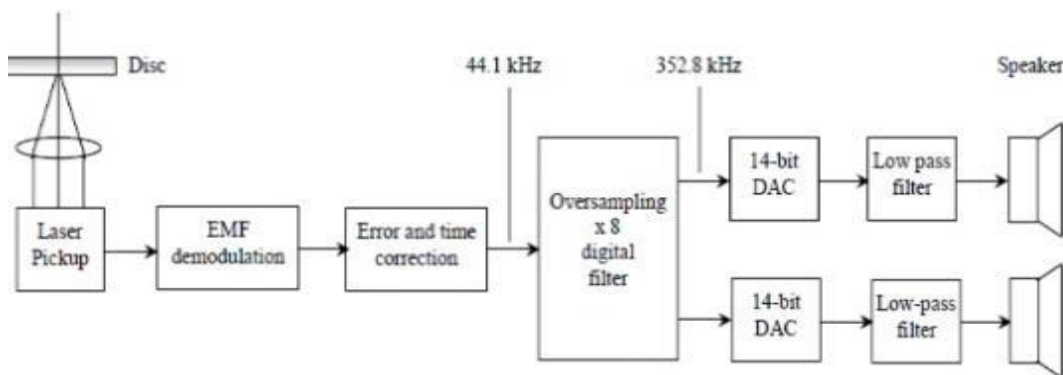 Disc
44.1 kHz
352.8 kHz
Speaker
Laser
Pickup
EMF
demodulation
Error and time
correction
Oversampling
x 8
digital
filter
14-bit
DAC
Low pass
filter
14-bit
DAC
Low-pass
filter